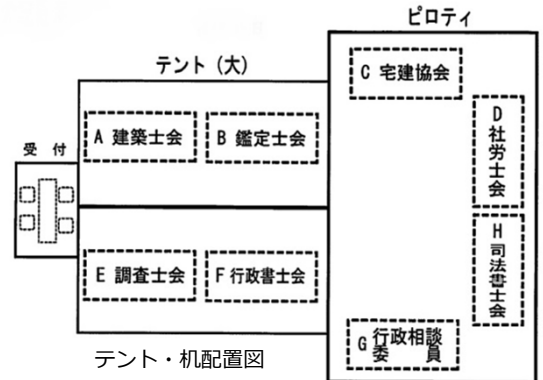 ピロティ
テント（大）
C 宅建協会
A 建築士会
B 鑑定士会
D 社労士会
受 付
H 司法書士会
E 調査士会
F 行政書士会
G 行政相談
委 員
テント・机配置図